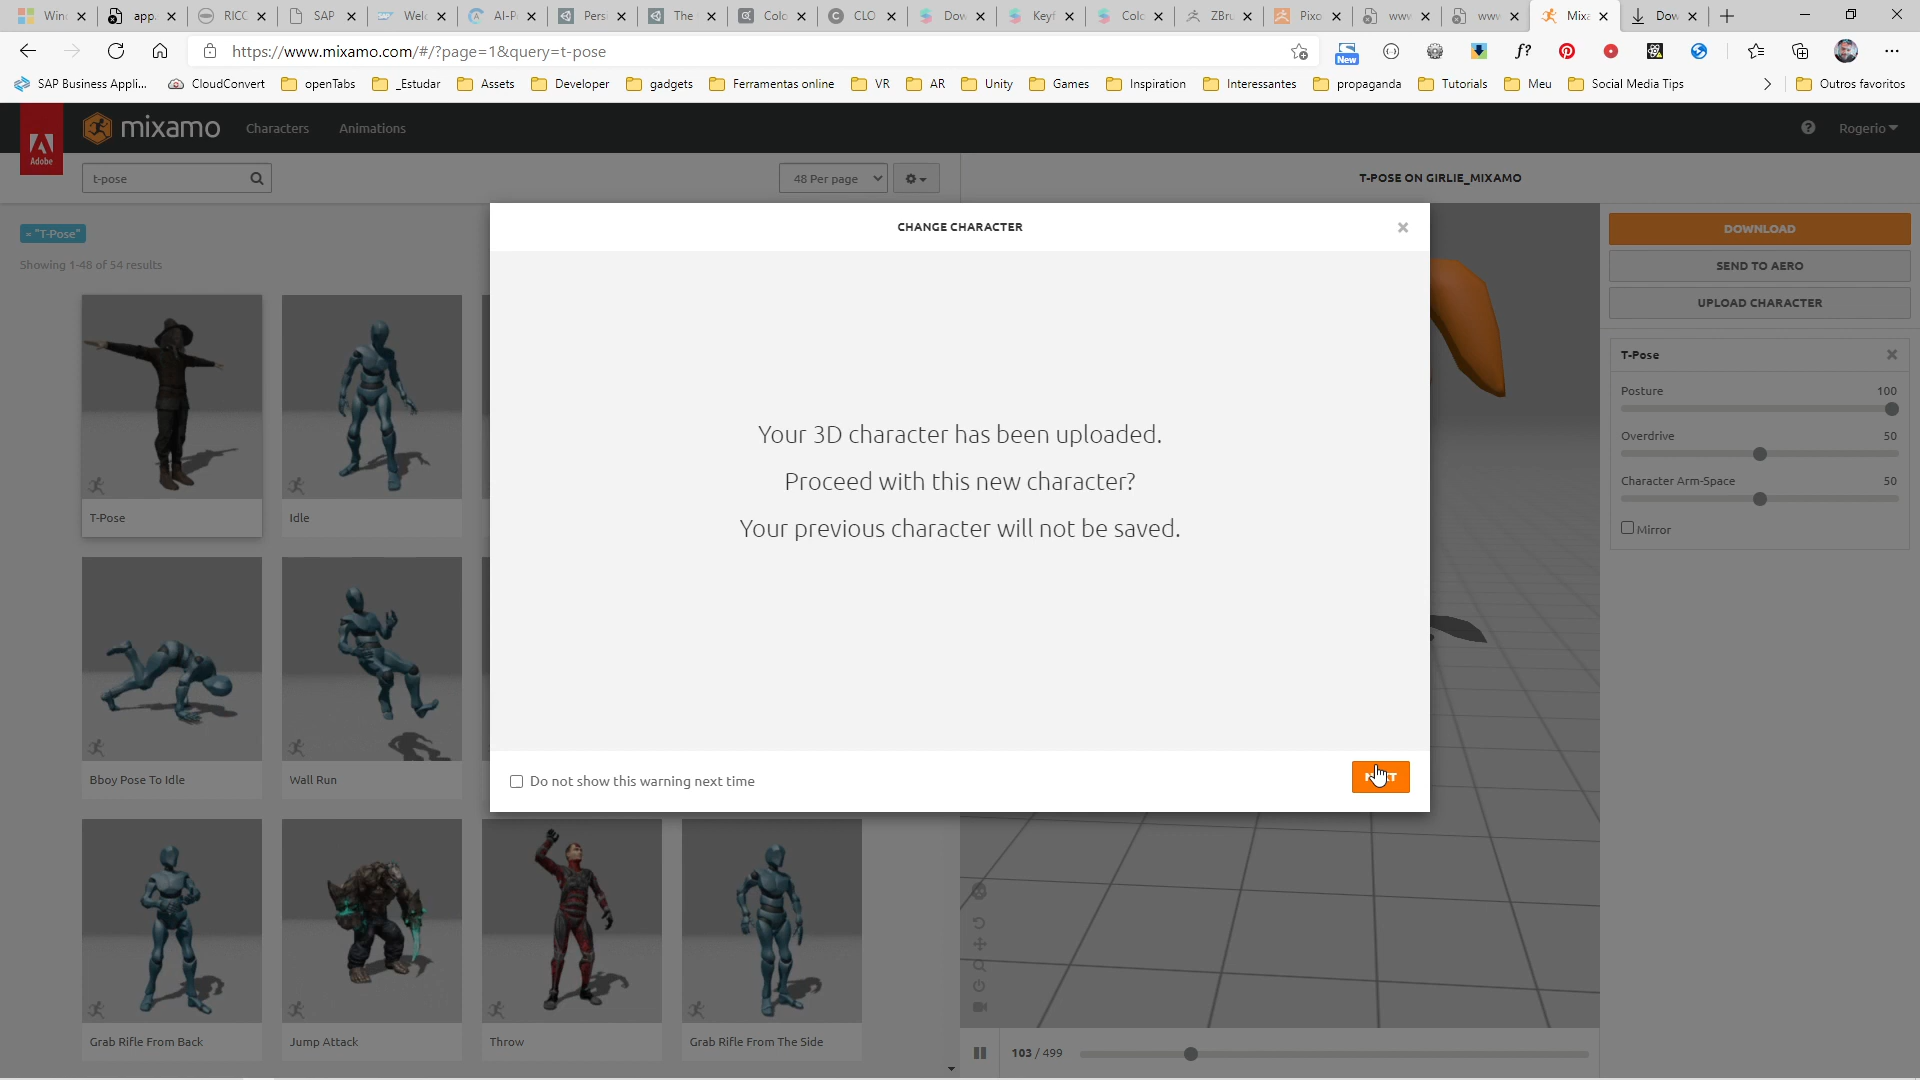 Winc
app.
RICC
SAP
Welc
AI-P
Pers
The
Colo
CLO
Dow
Keyf
Colo
ZBru
Pixo
www
www
Mixa
Dow
https://www.mixamo.com/#/?page=1&query=t-pose
New
f?
SAP Business Appli...
CloudConvert
openTabs
_Estudar
Assets
Developer
gadgets
Ferramentas online
VR
AR
Unity
Games
Inspiration
Interessantes
propaganda
Tutorials
Meu
Social Media Tips
Outros favoritos
Adobe
mixamo
Characters
Animations
Rogerio
t-pose
48 Per page
T-POSE ON GIRLIE_MIXAMO
× "T-Pose"
Showing 1-48 of 54 results
CHANGE CHARACTER
Your 3D character has been uploaded.
Proceed with this new character?
Your previous character will not be saved.
Do not show this warning next time
DOWNLOAD
SEND TO AERO
UPLOAD CHARACTER
T-Pose
Posture 100
Overdrive 50
Character Arm-Space 50
Mirror
T-Pose
Idle
Bboy Pose To Idle
Wall Run
Grab Rifle From Back
Jump Attack
Throw
Grab Rifle From The Side
103 / 499